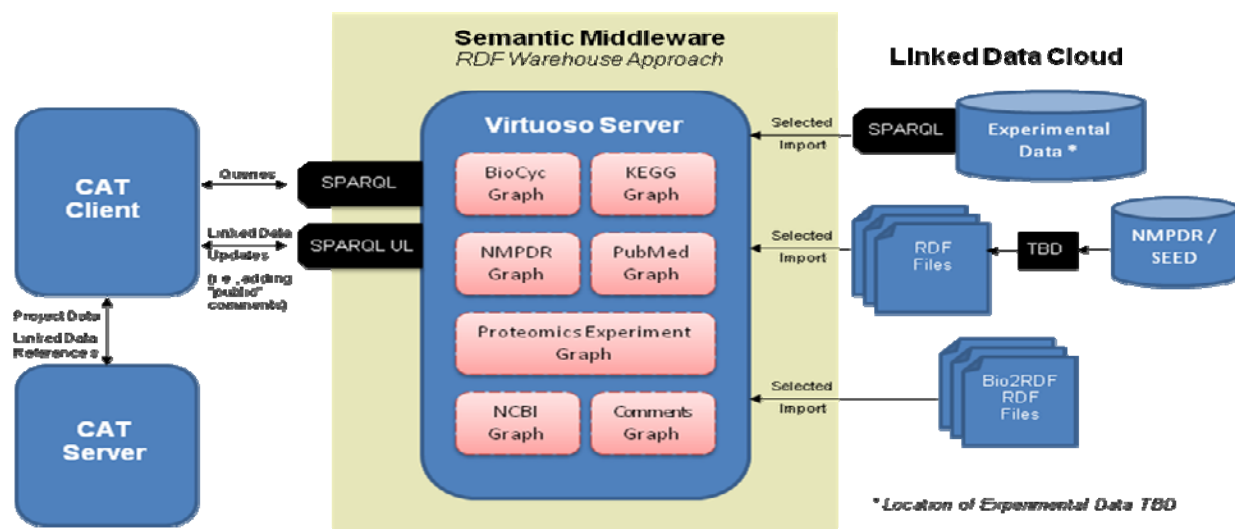 Semantic Middleware
RDF Warehouse Approach
Linked Data Cloud
CAT
Client
Queries
SPARQL
Linked Data
Updates
(i.e., adding
"public"
comments)
SPARQL UL
Project Data
Linked Data
References
CAT
Server
Virtuoso Server
BioCyc
Graph
KEGG
Graph
NMPDR
Graph
PubMed
Graph
Proteomics Experiment
Graph
NCBI
Graph
Comments
Graph
Selected
Import
SPARQL
Experimental
Data *
Selected
Import
RDF
Files
TBD
NMPDR /
SEED
Selected
Import
Bio2RDF
RDF
Files
* Location of Experimental Data TBD